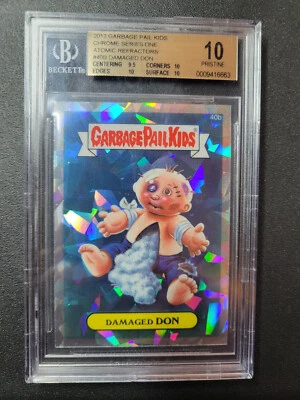 2013 GARBAGE PAIL KIDS
CHROME SERIES ONE
ATOMIC REFRACTORS
#40B DAMAGED DON
CENTERING 9.5 CORNERS 10
EDGES 10 SURFACE 10
B
BECKETT
10
PRISTINE
0009416663
40b
GARBAGE PAIL KIDS
DAMAGED DON